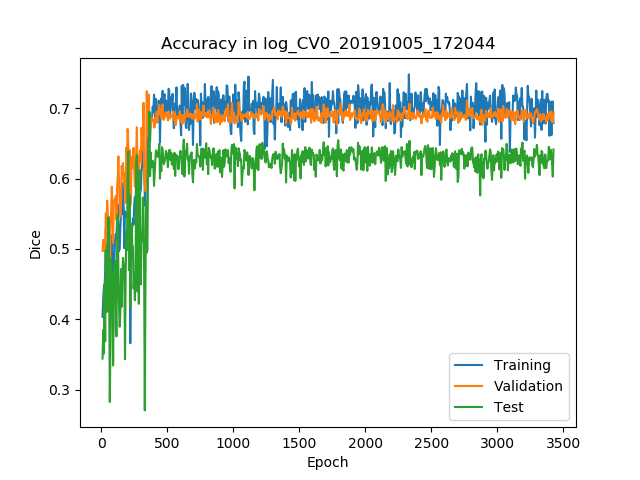 Accuracy in log_CV0_20191005_172044
Dice
0.7
0.6
0.5
0.4
0.3
Training
Validation
Test
0 500 1000 1500 2000 2500 3000 3500
Epoch